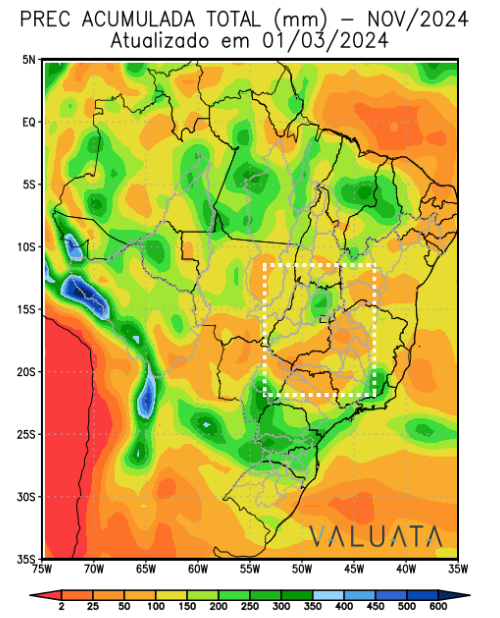 PREC ACUMULADA TOTAL (mm) – NOV/2024
Atualizado em 01/03/2024
5N
EQ
5S
10S
15S
20S
25S
30S
35S
VALUATA
75W 70W 65W 60W 55W 50W 45W 40W 35W
2 25 50 100 150 200 250 300 350 400 450 500 600